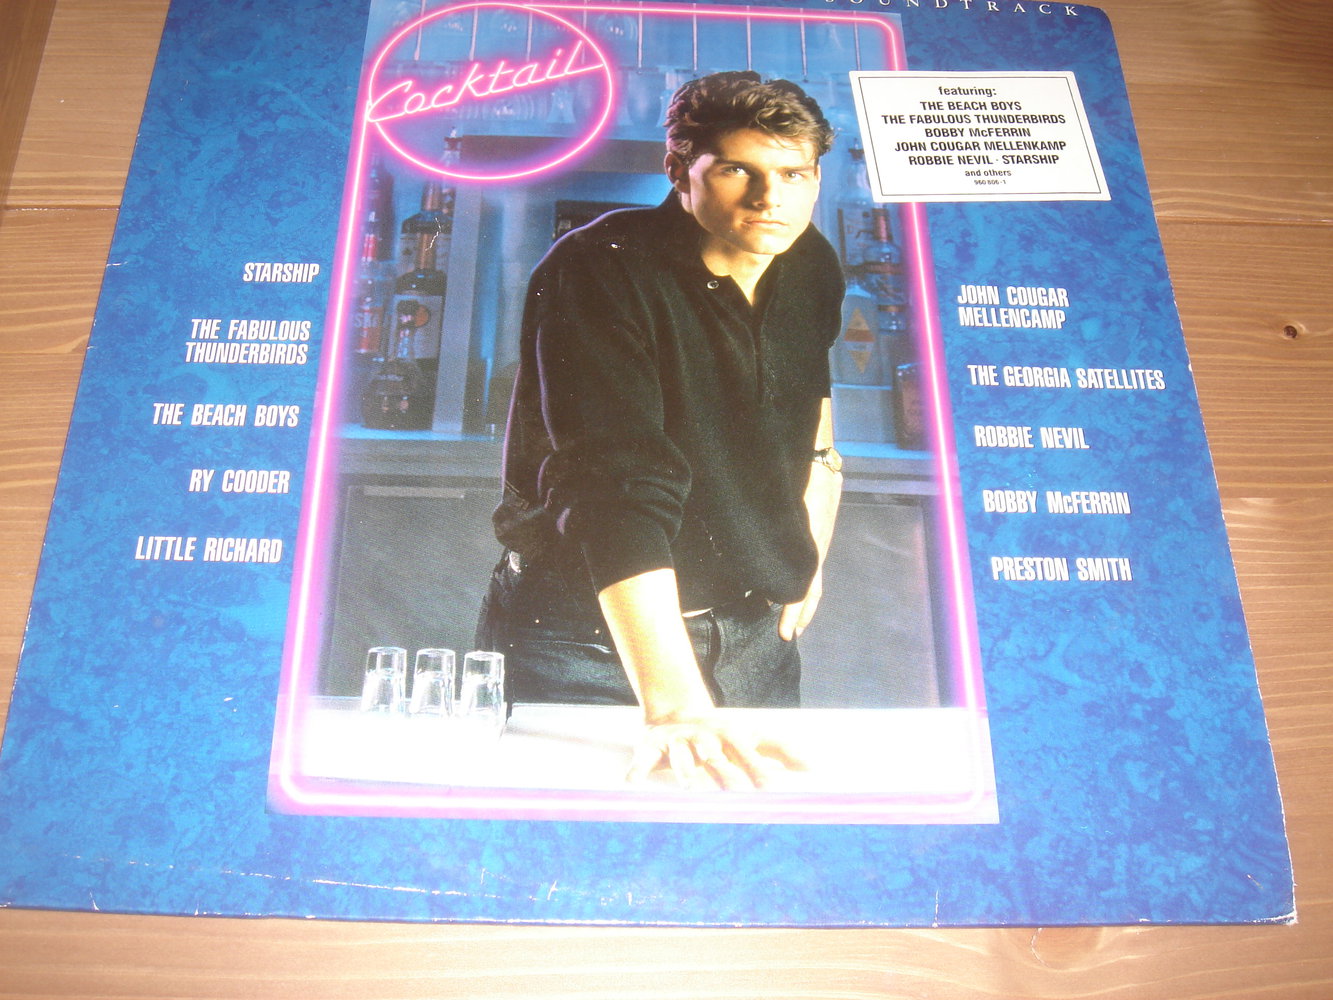 SOUNDTRACK
Cocktail
featuring:
THE BEACH BOYS
THE FABULOUS THUNDERBIRDS
BOBBY McFERRIN
JOHN COUGAR MELLENKAMP
ROBBIE NEVIL · STARSHIP
and others
960 806-1
STARSHIP
THE FABULOUS
THUNDERBIRDS
THE BEACH BOYS
RY COODER
LITTLE RICHARD
JOHN COUGAR
MELLENCAMP
THE GEORGIA SATELLITES
ROBBIE NEVIL
BOBBY McFERRIN
PRESTON SMITH